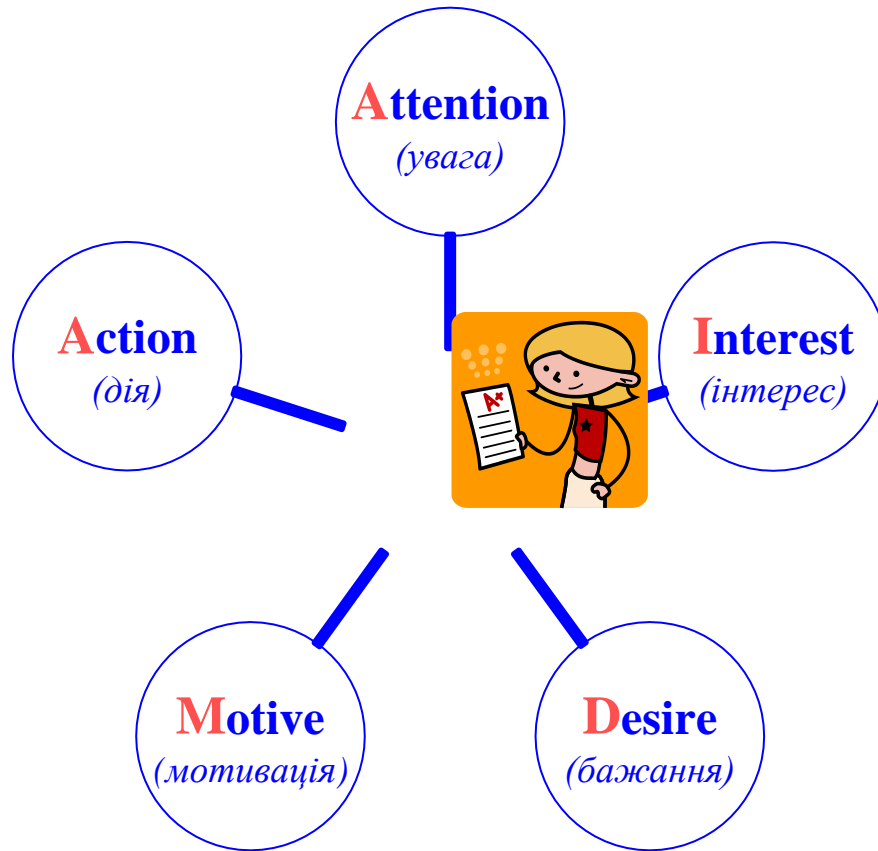 Attention
(увага)
Interest
(інтерес)
Desire
(бажання)
Motive
(мотивація)
Action
(дія)
A+